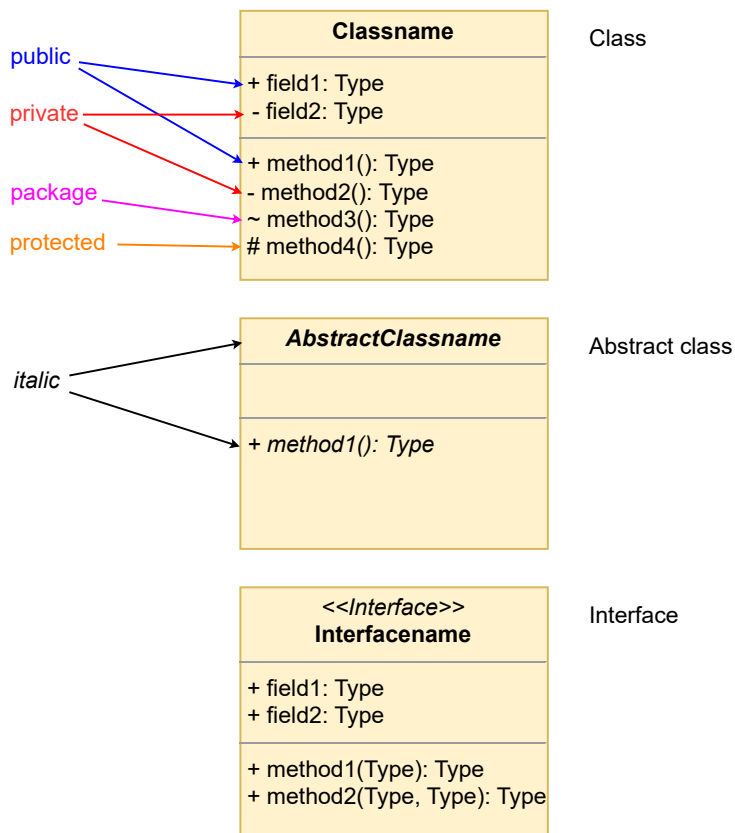 Classname
Class
public
+ field1: Type
private
- field2: Type
+ method1(): Type
- method2(): Type
package
~ method3(): Type
protected
# method4(): Type
AbstractClassname
Abstract class
italic
+ method1(): Type
<<Interface>>
Interfacename
Interface
+ field1: Type
+ field2: Type
+ method1(Type): Type
+ method2(Type, Type): Type